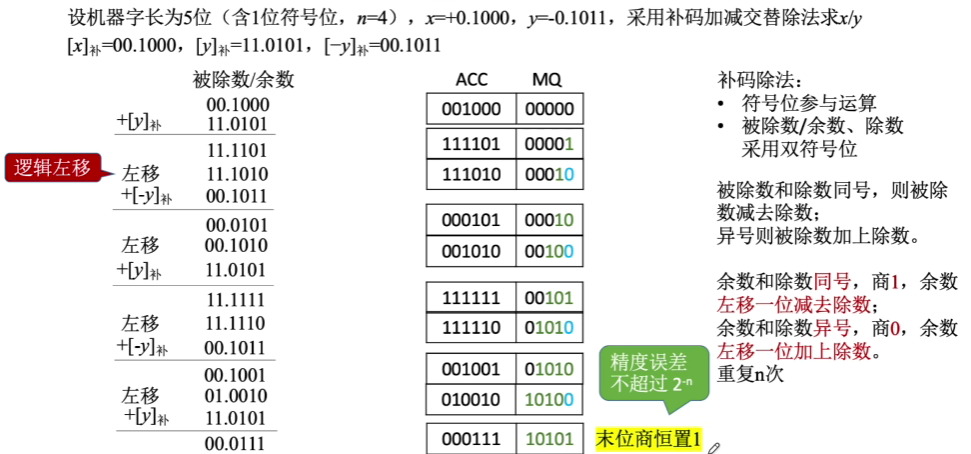 设机器字长为5位（含1位符号位，n=4），x=+0.1000，y=-0.1011，采用补码加减交替除法求x/y
[x]补=00.1000，[y]补=11.0101，[−y]补=00.1011
被除数/余数
ACC MQ
00.1000
+[y]补 11.0101
001000 00000
11.1101
111101 00001
逻辑左移
左移 11.1010
+[-y]补 00.1011
111010 00010
00.0101
000101 00010
左移 00.1010
+[y]补 11.0101
001010 00100
11.1111
111111 00101
左移 11.1110
+[-y]补 00.1011
111110 01010
00.1001
001001 01010
左移 01.0010
+[y]补 11.0101
010010 10100
00.0111
000111 10101
末位商恒置1
精度误差
不超过 2-n
补码除法：
• 符号位参与运算
• 被除数/余数、除数
采用双符号位
被除数和除数同号，则被除
数减去除数；
异号则被除数加上除数。
余数和除数同号，商1，余数
左移一位减去除数；
余数和除数异号，商0，余数
左移一位加上除数。
重复n次